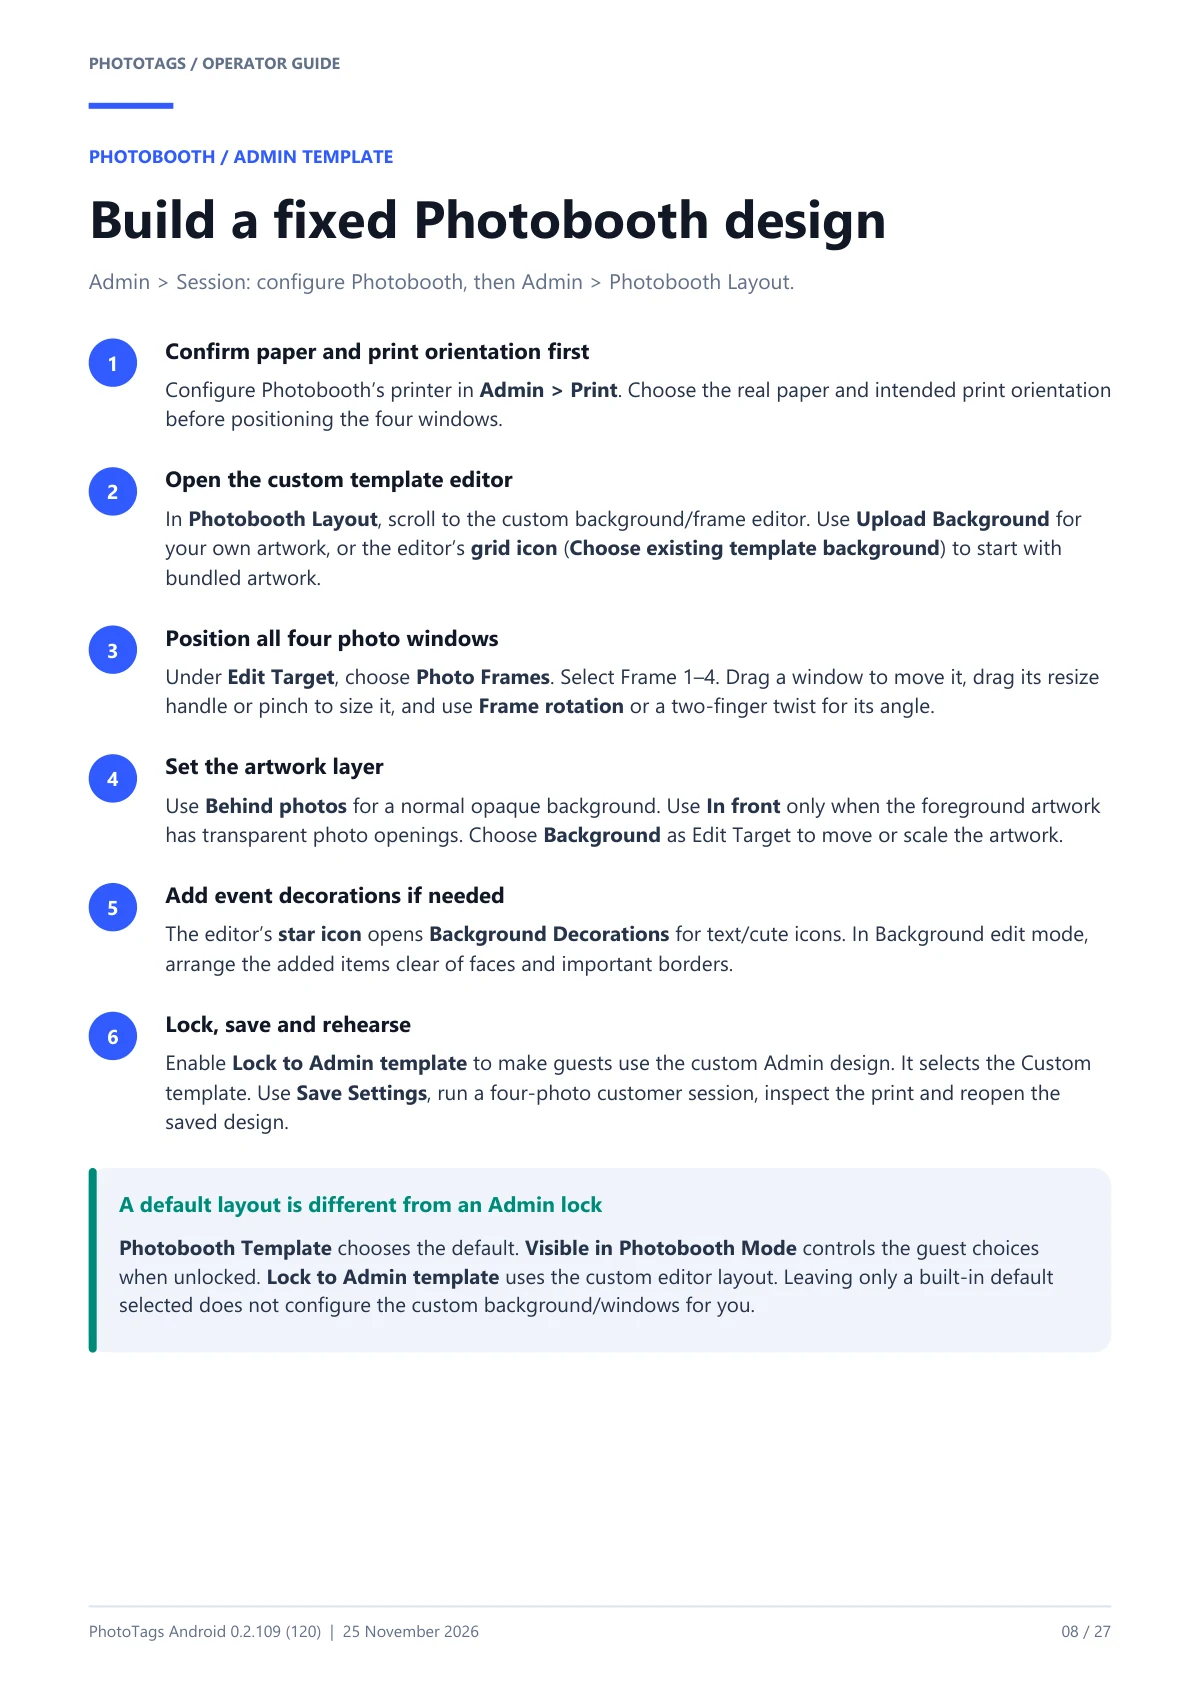 PHOTOTAGS / OPERATOR GUIDE
PHOTOBOOTH / ADMIN TEMPLATE
Build a fixed Photobooth design
Admin > Session: configure Photobooth, then Admin > Photobooth Layout.
1
Confirm paper and print orientation first
Configure Photobooth’s printer in Admin > Print. Choose the real paper and intended print orientation
before positioning the four windows.
2
Open the custom template editor
In Photobooth Layout, scroll to the custom background/frame editor. Use Upload Background for
your own artwork, or the editor’s grid icon (Choose existing template background) to start with
bundled artwork.
3
Position all four photo windows
Under Edit Target, choose Photo Frames. Select Frame 1–4. Drag a window to move it, drag its resize
handle or pinch to size it, and use Frame rotation or a two-finger twist for its angle.
4
Set the artwork layer
Use Behind photos for a normal opaque background. Use In front only when the foreground artwork
has transparent photo openings. Choose Background as Edit Target to move or scale the artwork.
5
Add event decorations if needed
The editor’s star icon opens Background Decorations for text/cute icons. In Background edit mode,
arrange the added items clear of faces and important borders.
6
Lock, save and rehearse
Enable Lock to Admin template to make guests use the custom Admin design. It selects the Custom
template. Use Save Settings, run a four-photo customer session, inspect the print and reopen the
saved design.
A default layout is different from an Admin lock
Photobooth Template chooses the default. Visible in Photobooth Mode controls the guest choices
when unlocked. Lock to Admin template uses the custom editor layout. Leaving only a built-in default
selected does not configure the custom background/windows for you.
PhotoTags Android 0.2.109 (120) | 25 November 2026
08 / 27